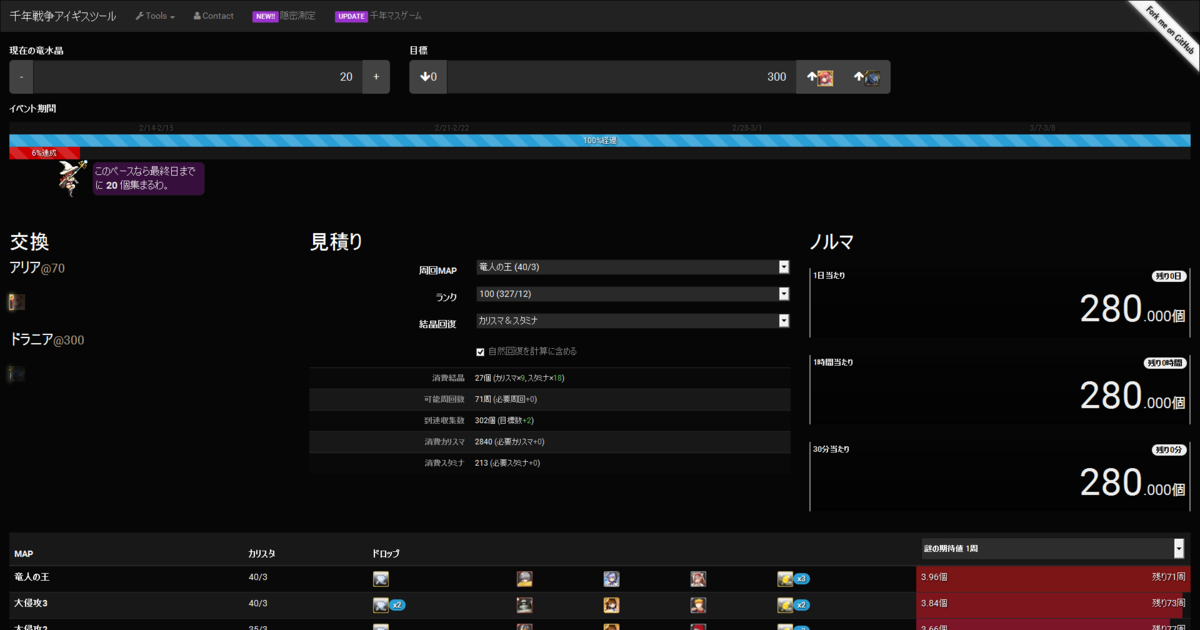 千年戦争アイギスツール Tools Contact NEW!! 隠密測定 UPDATE 千年マスゲーム
Fork me on GitHub
現在の竜水晶 目標
- 20 + 0 300
イベント期間
2/14-2/15 2/21-2/22 2/28-3/1 3/7-3/8
100%経過
6%達成
このペースなら最終日まで
に 20 個集まるわ。
交換 見積り ノルマ
アリア@70
ドラニア@300
周回MAP 竜人の王 (40/3)
ランク 100 (327/12)
結晶回復 カリスマ＆スタミナ
自然回復を計算に含める
消費結晶 27個 (カリスマ×9,スタミナ×18)
可能周回数 71周 (必要周回+0)
到達収集数 302個 (目標数+2)
消費カリスマ 2840 (必要カリスマ+0)
消費スタミナ 213 (必要スタミナ+0)
1日当たり 残り0日
280.000個
1時間当たり 残り0時間
280.000個
30分当たり 残り0分
280.000個
MAP カリスタ ドロップ 謎の期待値 1周
竜人の王 40/3 x3 3.96個 残り71周
大侵攻3 40/3 x2 x2 3.84個 残り73周
大侵攻2 35/3 3.66個 残り77周